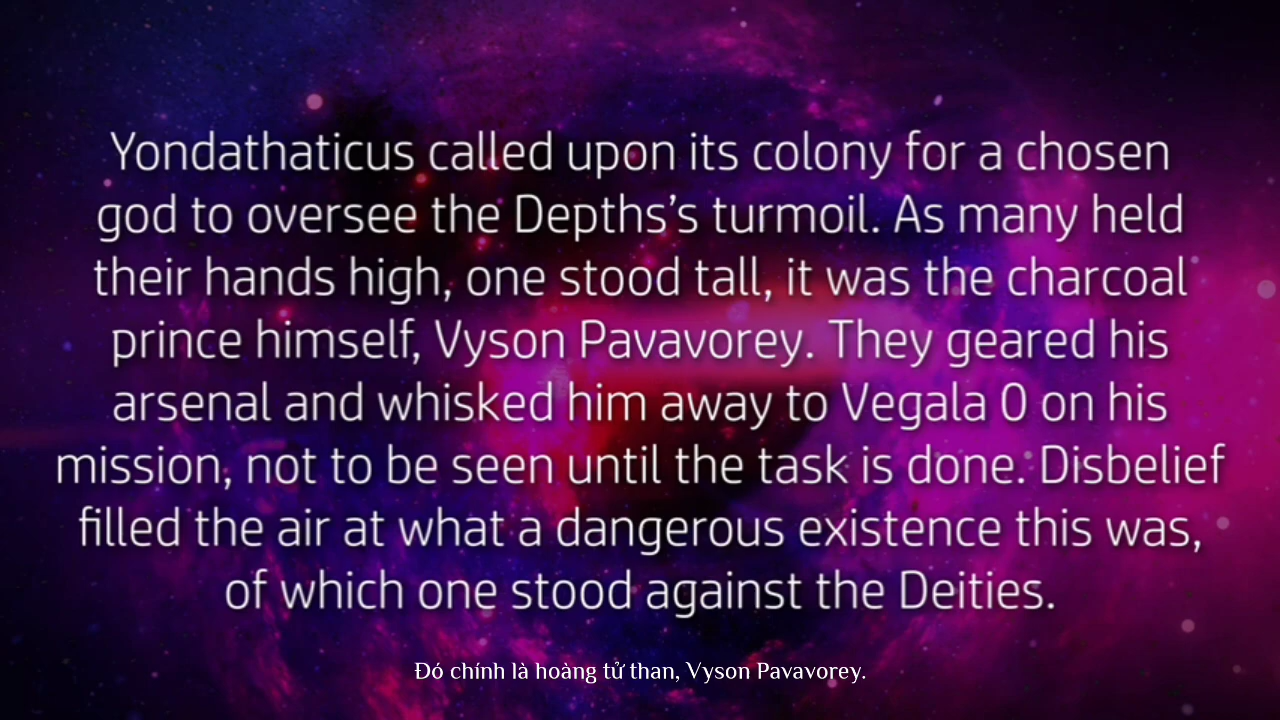 Yondathaticus called upon its colony for a chosen
god to oversee the Depths’s turmoil. As many held
their hands high, one stood tall, it was the charcoal
prince himself, Vyson Pavavorey. They geared his
arsenal and whisked him away to Vegala 0 on his
mission, not to be seen until the task is done. Disbelief
filled the air at what a dangerous existence this was,
of which one stood against the Deities.
Đó chính là hoàng tử than, Vyson Pavavorey.